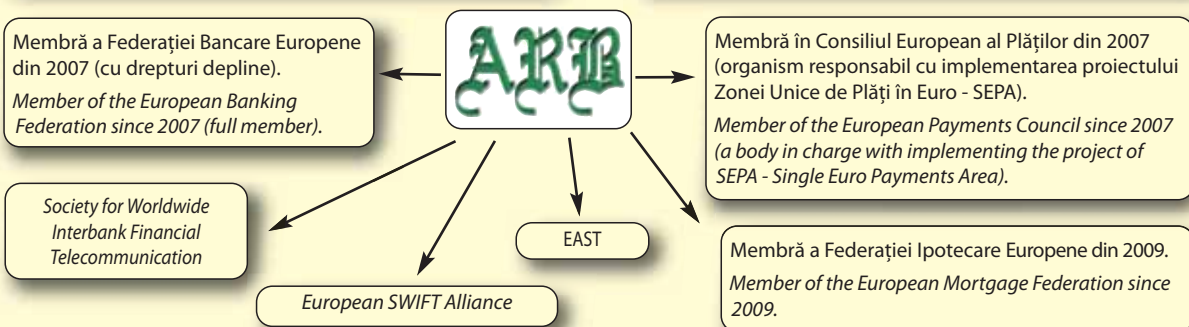 Membră a Federației Bancare Europene
din 2007 (cu drepturi depline).
Member of the European Banking
Federation since 2007 (full member).
ARB
Membră în Consiliul European al Plăților din 2007
(organism responsabil cu implementarea proiectului
Zonei Unice de Plăți în Euro - SEPA).
Member of the European Payments Council since 2007
(a body in charge with implementing the project of
SEPA - Single Euro Payments Area).
Society for Worldwide
Interbank Financial
Telecommunication
European SWIFT Alliance
EAST
Membră a Federației Ipotecare Europene din 2009.
Member of the European Mortgage Federation since
2009.